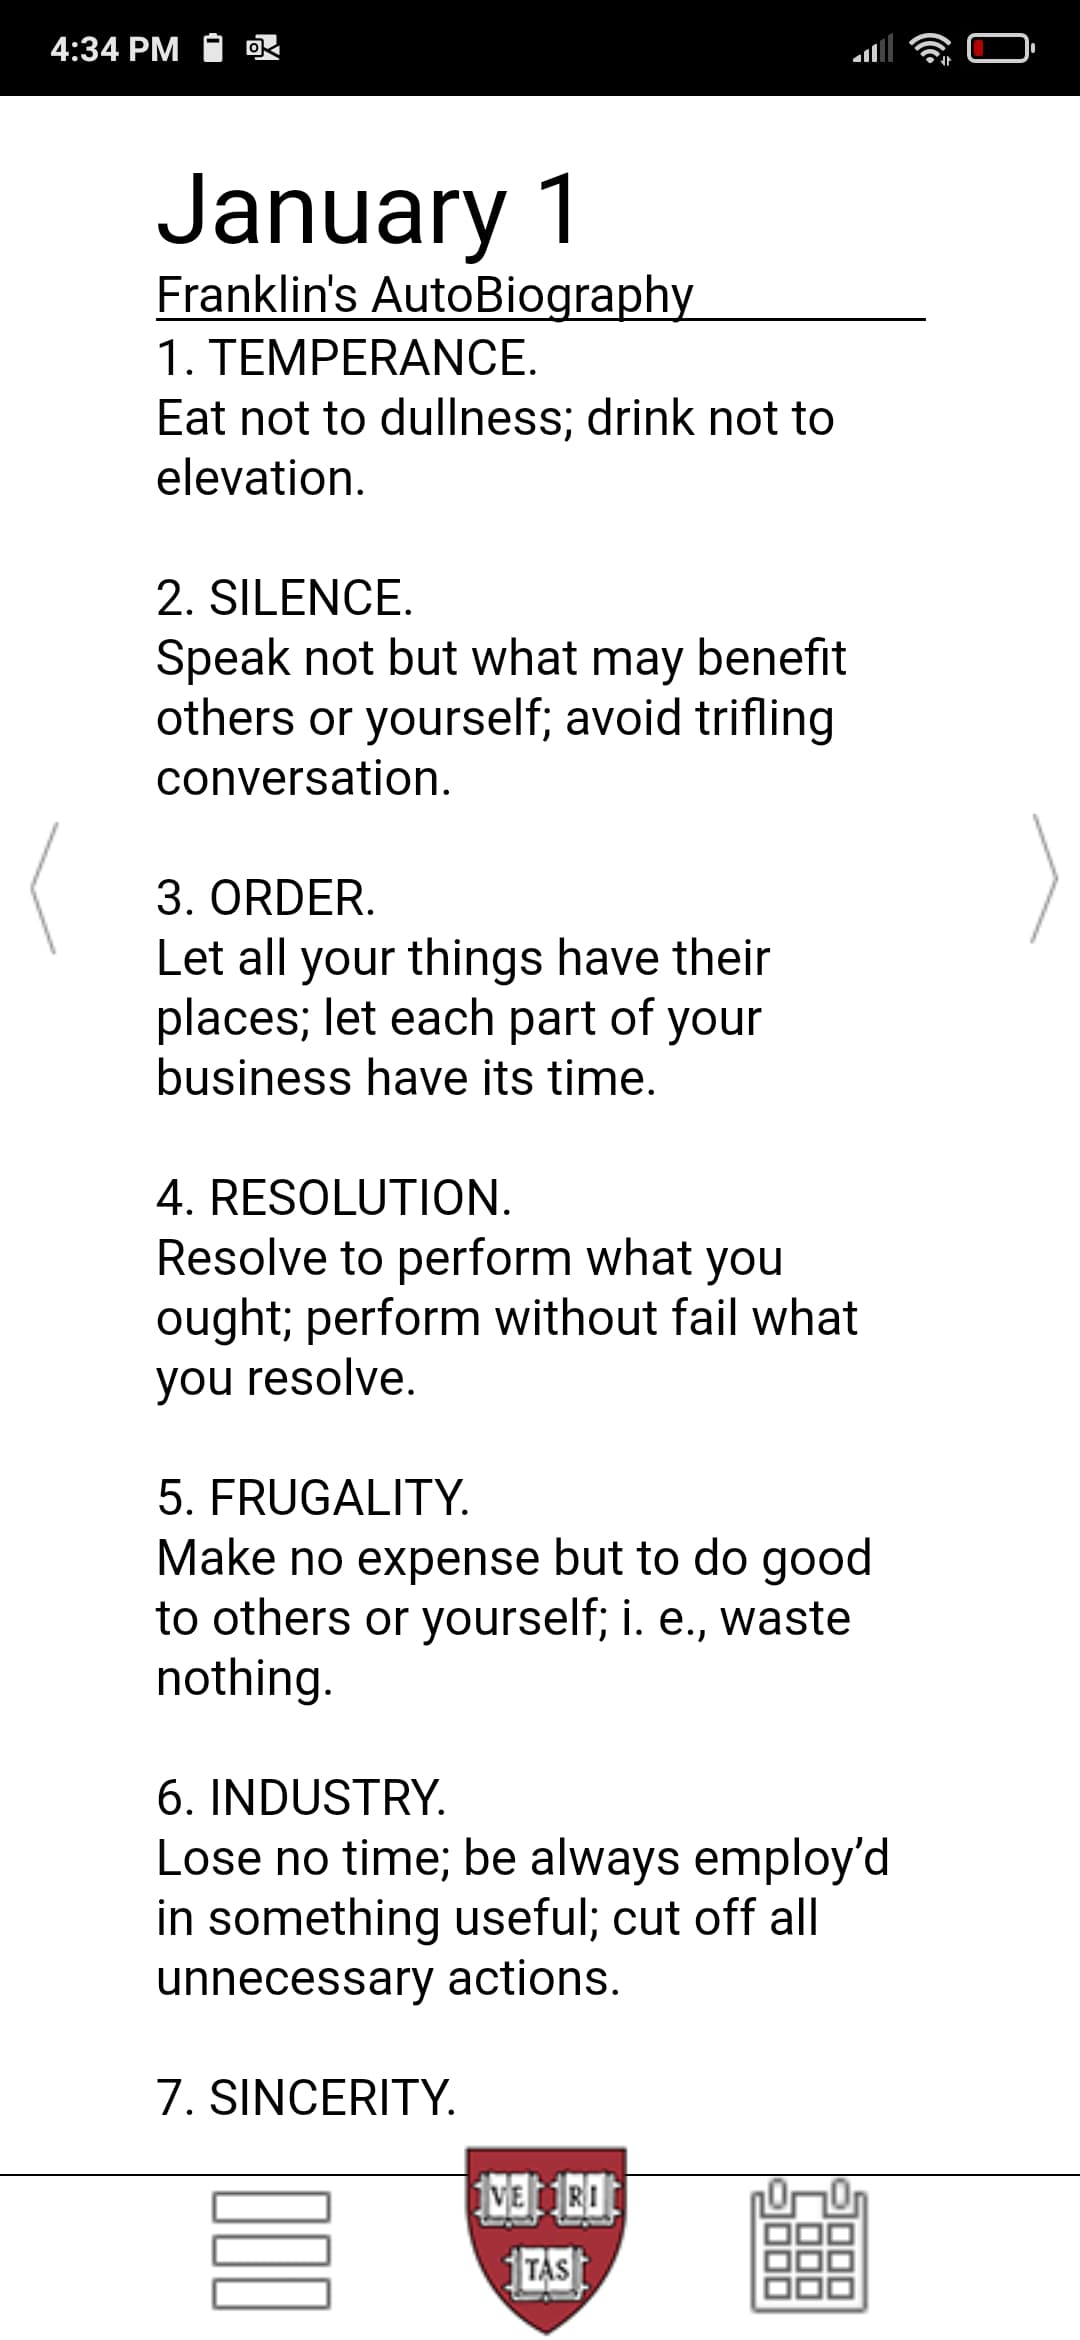 4:34 PM
January 1
Franklin's AutoBiography
1. TEMPERANCE.
Eat not to dullness; drink not to
elevation.
2. SILENCE.
Speak not but what may benefit
others or yourself; avoid trifling
conversation.
3. ORDER.
Let all your things have their
places; let each part of your
business have its time.
4. RESOLUTION.
Resolve to perform what you
ought; perform without fail what
you resolve.
5. FRUGALITY.
Make no expense but to do good
to others or yourself; i. e., waste
nothing.
6. INDUSTRY.
Lose no time; be always employ’d
in something useful; cut off all
unnecessary actions.
7. SINCERITY.
VE RI
TAS